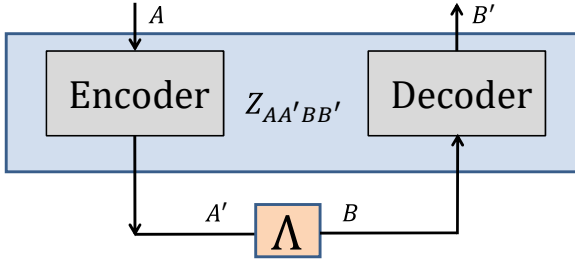 A
B′
Encoder
Z_{AA′BB′}
Decoder
A′
Λ
B